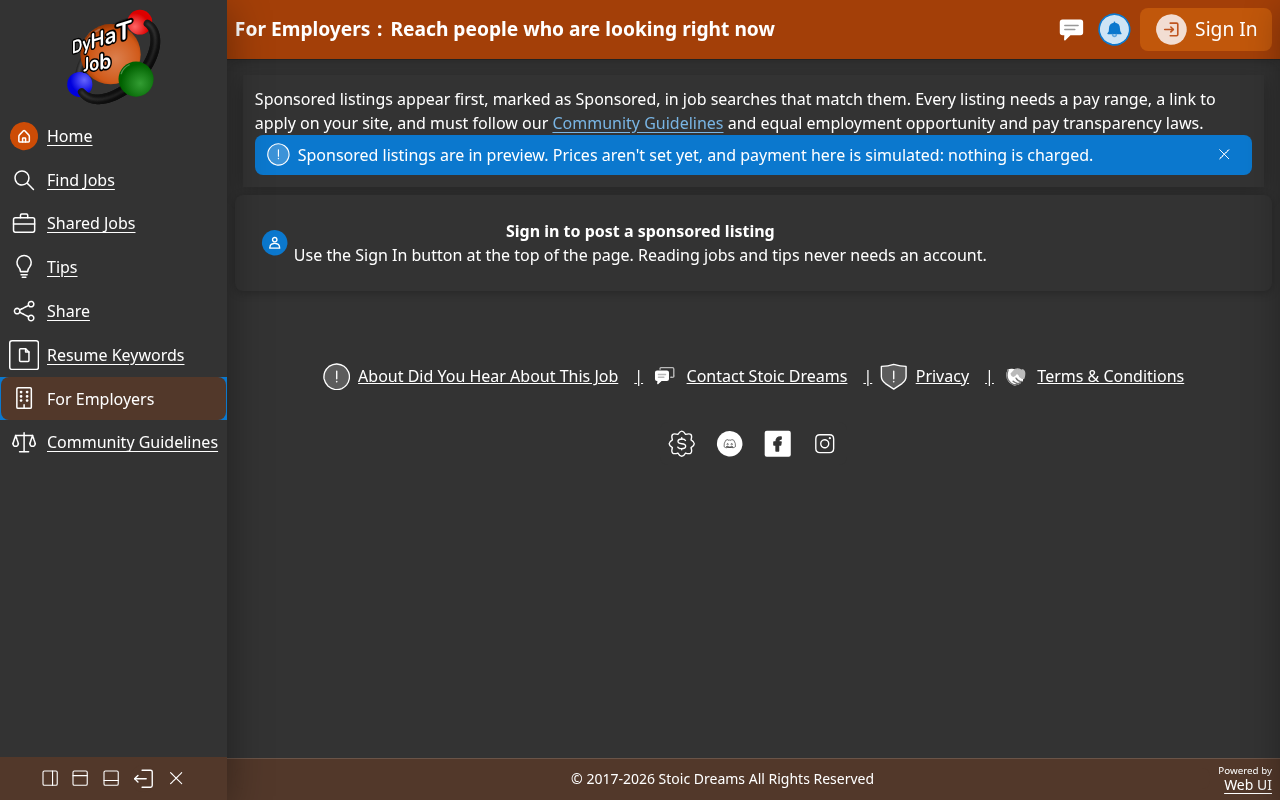 DyHaT
Job
For Employers : Reach people who are looking right now
Sign In
Home
Find Jobs
Shared Jobs
Tips
Share
Resume Keywords
For Employers
Community Guidelines
Sponsored listings appear first, marked as Sponsored, in job searches that match them. Every listing needs a pay range, a link to
apply on your site, and must follow our Community Guidelines and equal employment opportunity and pay transparency laws.
Sponsored listings are in preview. Prices aren't set yet, and payment here is simulated: nothing is charged.
Sign in to post a sponsored listing
Use the Sign In button at the top of the page. Reading jobs and tips never needs an account.
About Did You Hear About This Job | Contact Stoic Dreams | Privacy | Terms & Conditions
© 2017-2026 Stoic Dreams All Rights Reserved
Powered by
Web UI